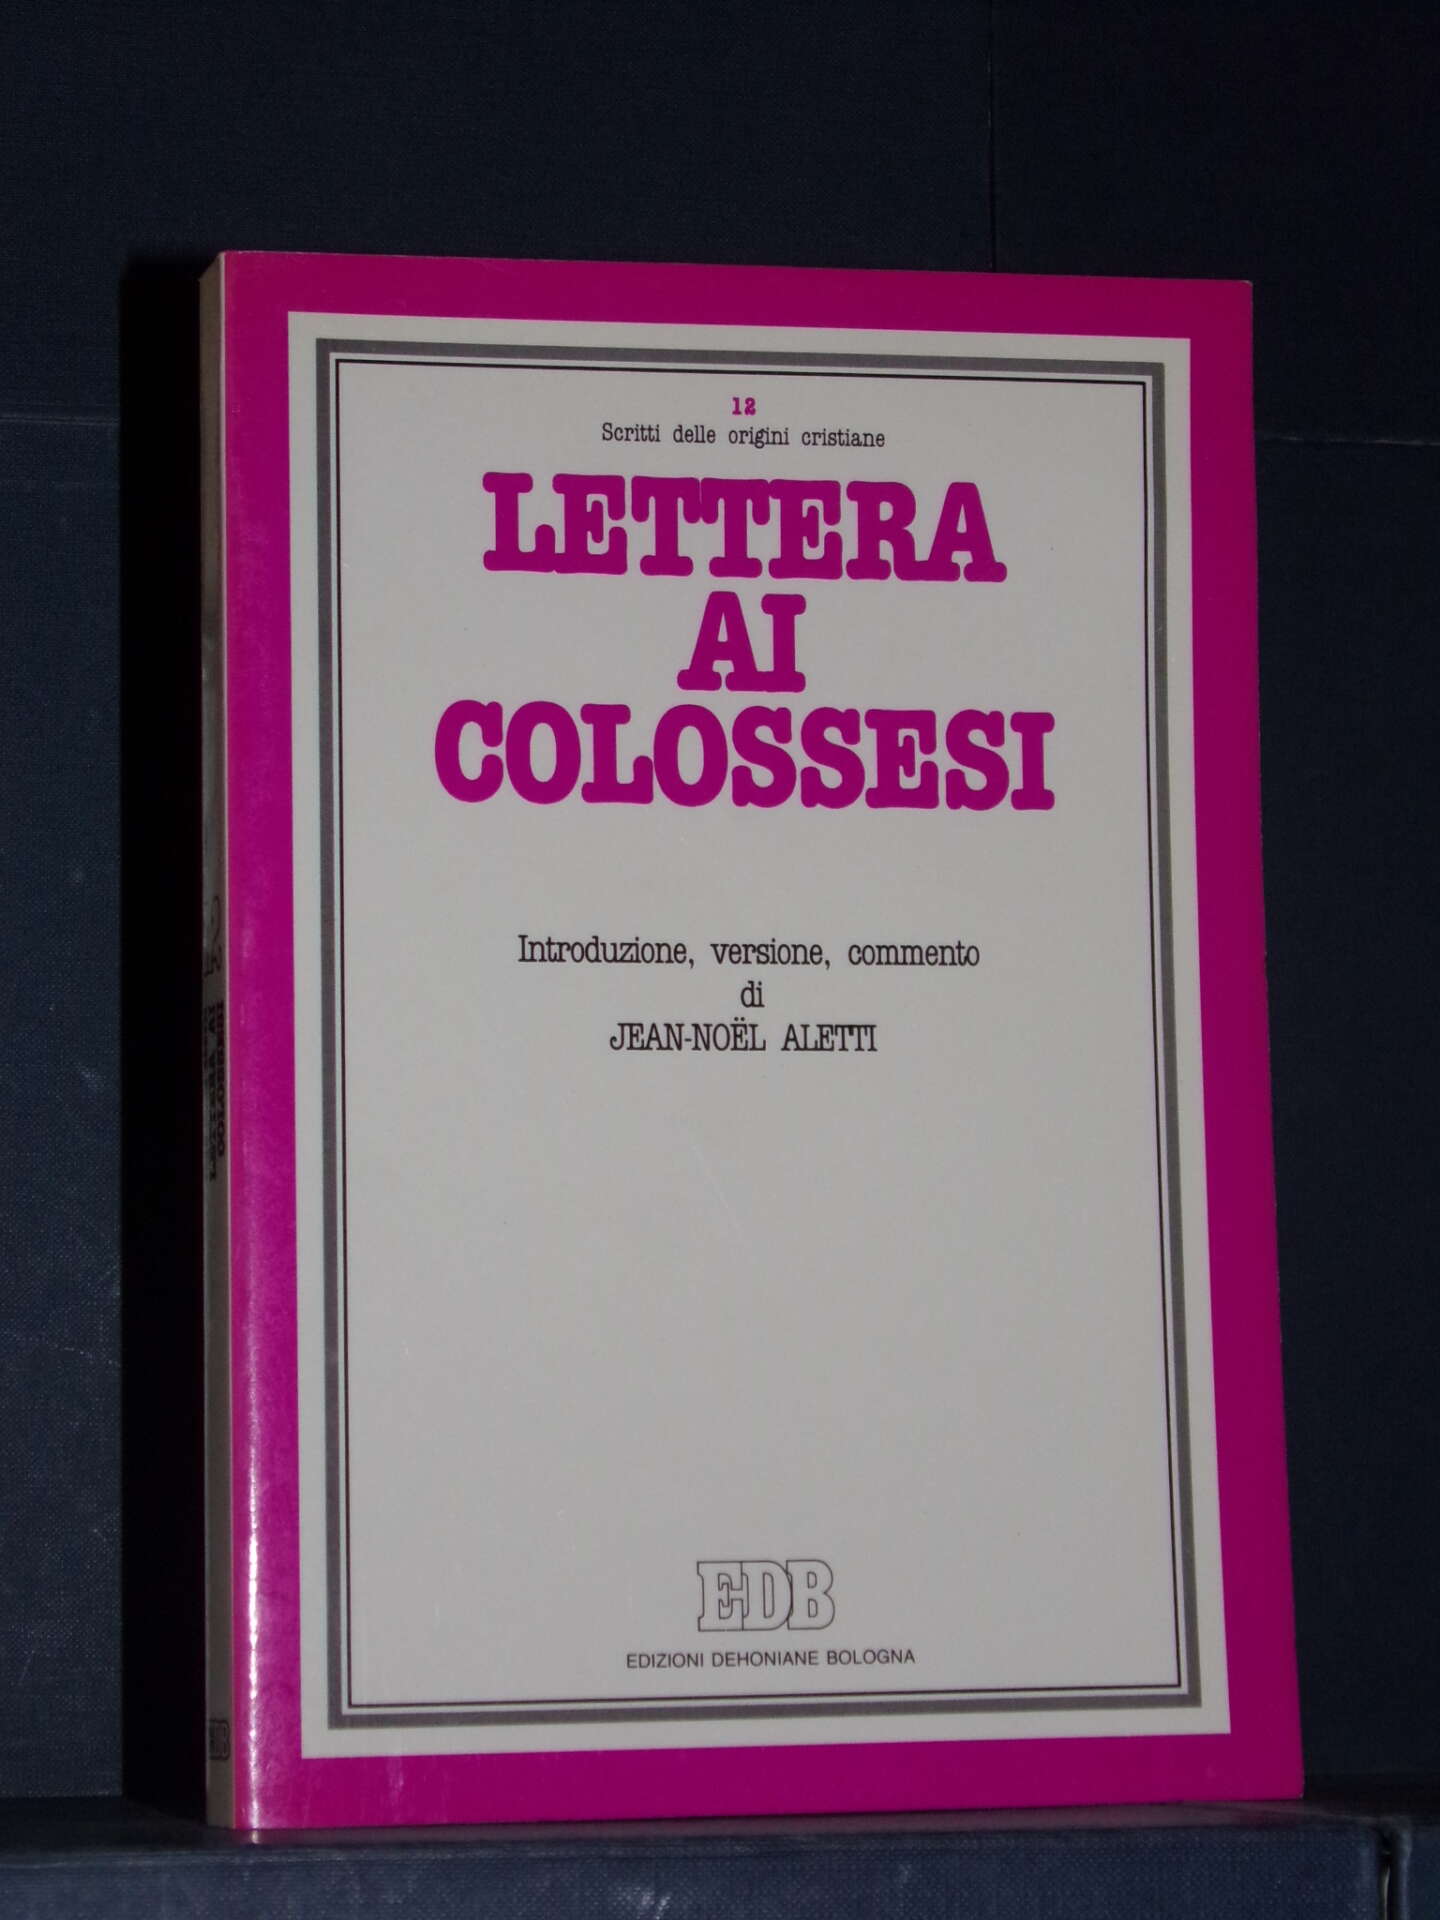 12
Scritti delle origini cristiane
LETTERA
AI
COLOSSESI
Introduzione, versione, commento
di
JEAN-NOËL ALETTI
EDB
EDIZIONI DEHONIANE BOLOGNA